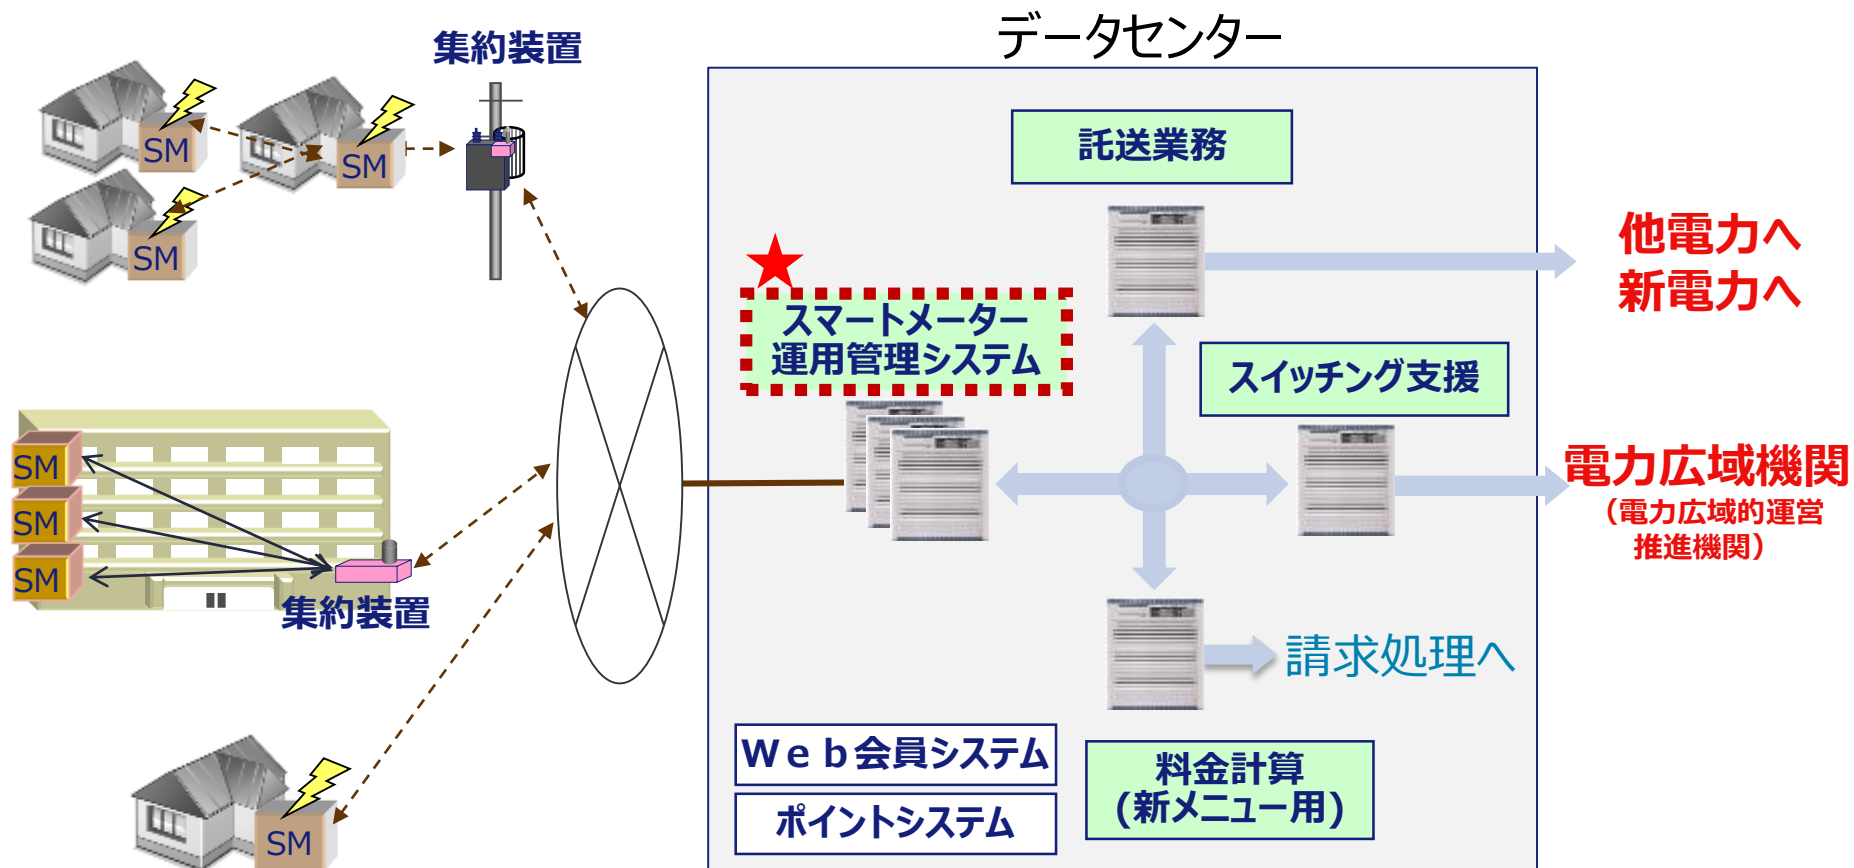 データセンター
集約装置
SM
SM
SM
託送業務
他電力へ
新電力へ
スマートメーター
運用管理システム
スイッチング支援
SM
SM
SM
集約装置
電力広域機関
（電力広域的運営
推進機関）
請求処理へ
Ｗｅｂ会員システム
ポイントシステム
料金計算
(新メニュー用)
SM